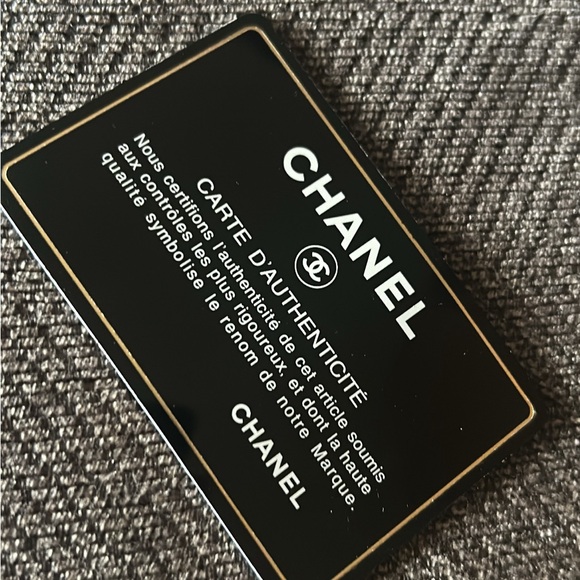 CHANEL
CARTE D'AUTHENTICITÉ
Nous certifions l'authenticité de cet article soumis
aux contrôles les plus rigoureux, et dont la haute
qualité symbolise le renom de notre Marque.
CHANEL